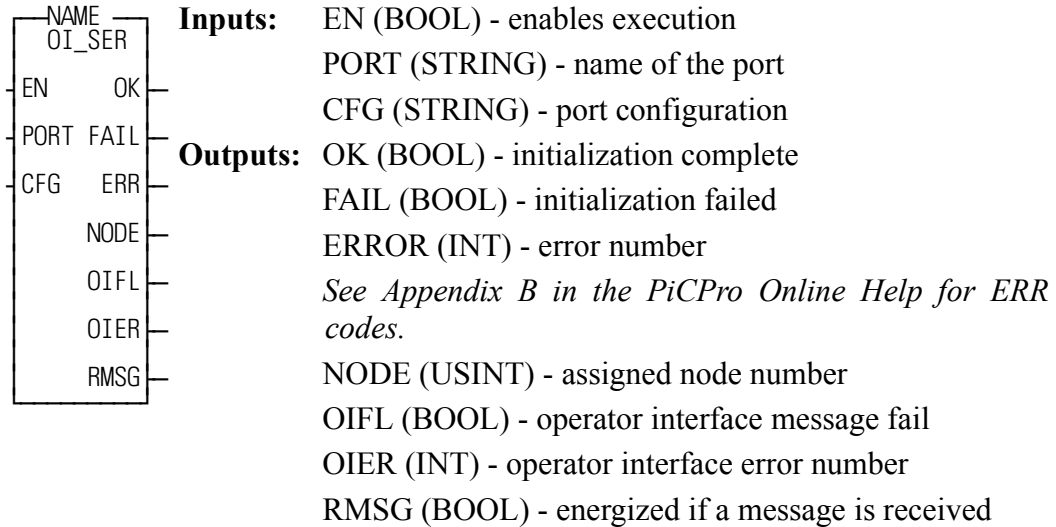 NAME
OI_SER
EN OK
PORT FAIL
CFG ERR
NODE
OIFL
OIER
RMSG
Inputs: EN (BOOL) - enables execution
PORT (STRING) - name of the port
CFG (STRING) - port configuration
Outputs: OK (BOOL) - initialization complete
FAIL (BOOL) - initialization failed
ERROR (INT) - error number
See Appendix B in the PiCPro Online Help for ERR
codes.
NODE (USINT) - assigned node number
OIFL (BOOL) - operator interface message fail
OIER (INT) - operator interface error number
RMSG (BOOL) - energized if a message is received